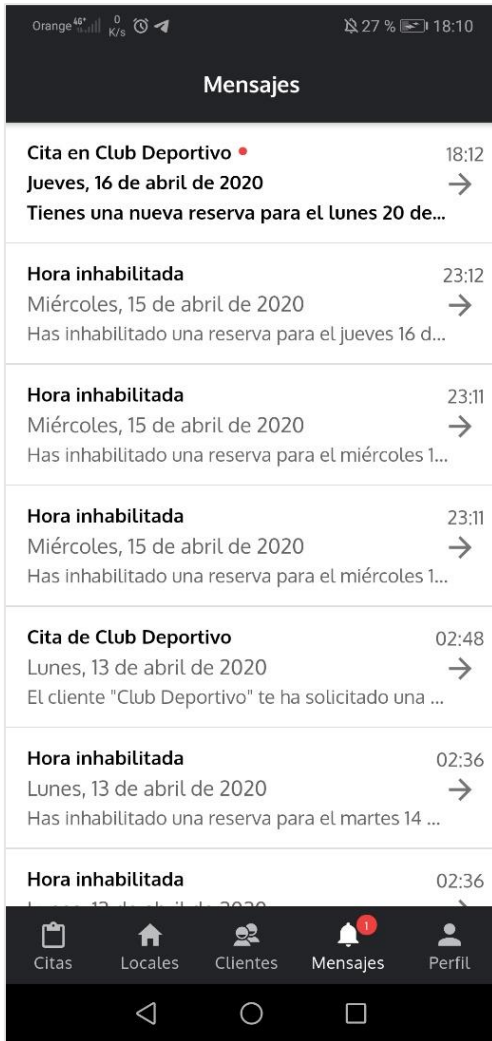 Orange 4G+ 0 K/s 27 % 18:10
Mensajes
Cita en Club Deportivo 18:12
Jueves, 16 de abril de 2020
Tienes una nueva reserva para el lunes 20 de...
Hora inhabilitada 23:12
Miércoles, 15 de abril de 2020
Has inhabilitado una reserva para el jueves 16 d...
Hora inhabilitada 23:11
Miércoles, 15 de abril de 2020
Has inhabilitado una reserva para el miércoles 1...
Hora inhabilitada 23:11
Miércoles, 15 de abril de 2020
Has inhabilitado una reserva para el miércoles 1...
Cita de Club Deportivo 02:48
Lunes, 13 de abril de 2020
El cliente "Club Deportivo" te ha solicitado una ...
Hora inhabilitada 02:36
Lunes, 13 de abril de 2020
Has inhabilitado una reserva para el martes 14 ...
Hora inhabilitada 02:36
1
Citas Locales Clientes Mensajes Perfil